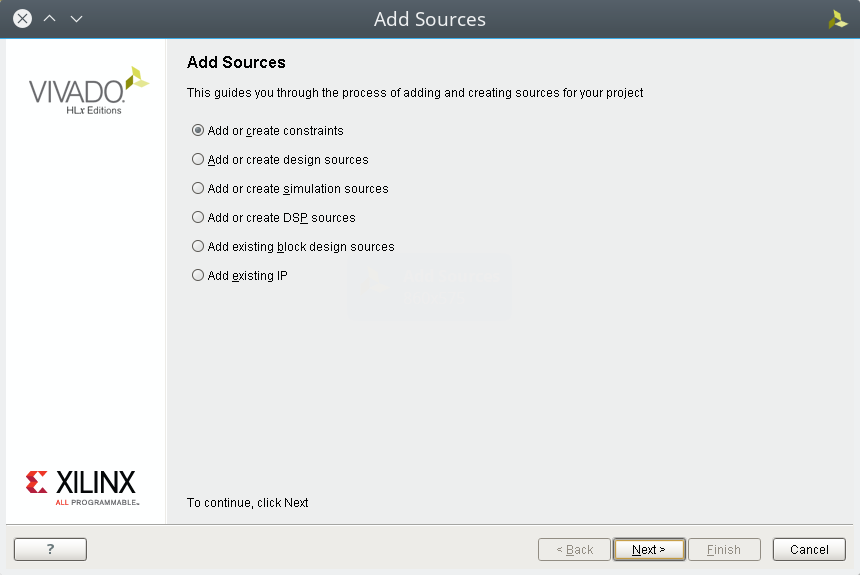 Add Sources
VIVADO.
HLx Editions
Add Sources
This guides you through the process of adding and creating sources for your project
Add or create constraints
Add or create design sources
Add or create simulation sources
Add or create DSP sources
Add existing block design sources
Add existing IP
XILINX
ALL PROGRAMMABLE™
To continue, click Next
?
< Back
Next >
Finish
Cancel